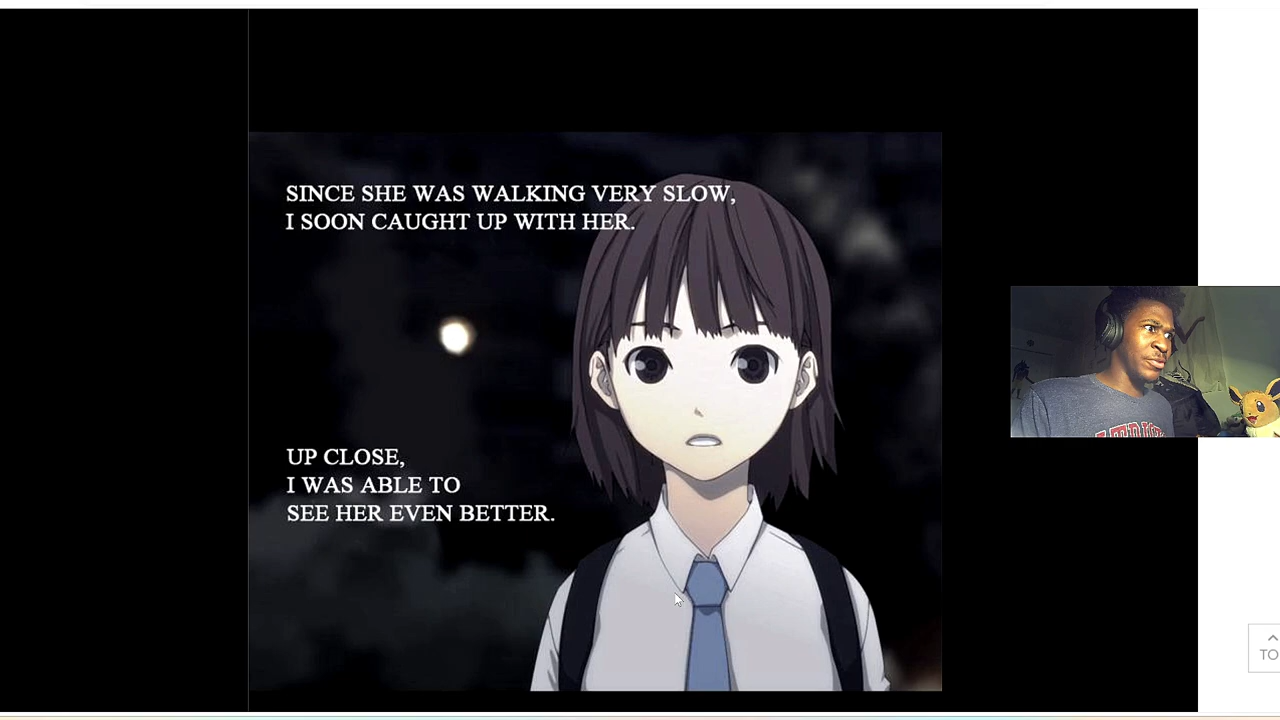 SINCE SHE WAS WALKING VERY SLOW,
I SOON CAUGHT UP WITH HER.
UP CLOSE,
I WAS ABLE TO
SEE HER EVEN BETTER.
TO